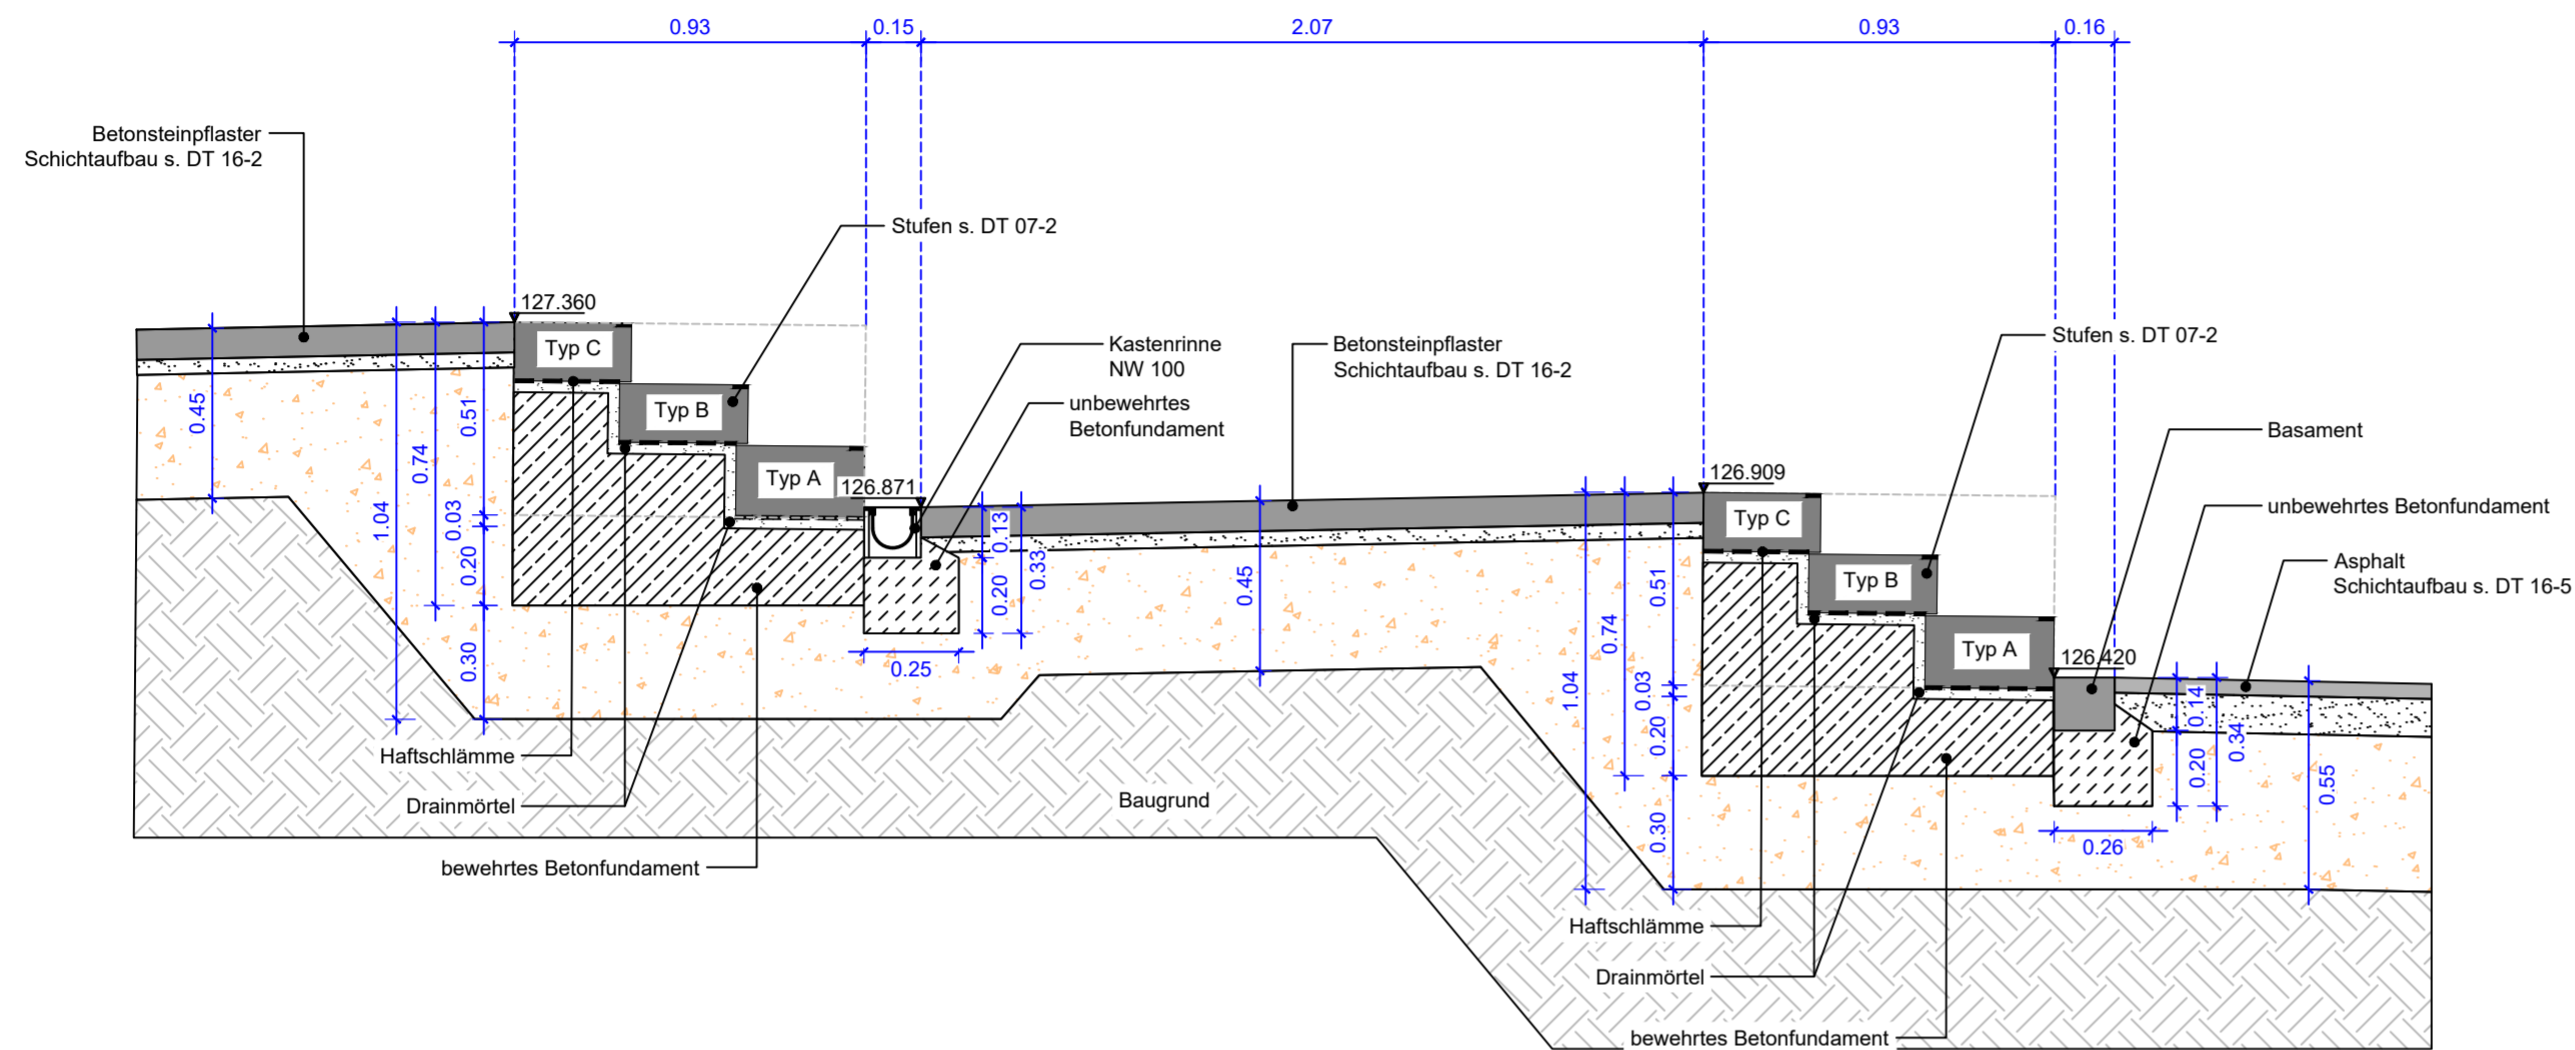 0.93
0.15
2.07
0.93
0.16
Betonsteinpflaster
Schichtaufbau s. DT 16-2
Stufen s. DT 07-2
127.360
Typ C
Typ B
Typ A
126.871
Kastenrinne
NW 100
unbewehrtes
Betonfundament
Betonsteinpflaster
Schichtaufbau s. DT 16-2
Stufen s. DT 07-2
126.909
Typ C
Typ B
Typ A
126.420
Basament
unbewehrtes Betonfundament
Asphalt
Schichtaufbau s. DT 16-5
0.45
1.04
0.74
0.51
0.03
0.20
0.30
0.13
0.20
0.33
0.25
0.45
1.04
0.74
0.51
0.03
0.20
0.30
0.14
0.20
0.34
0.26
0.55
Haftschlämme
Drainmörtel
bewehrtes Betonfundament
Baugrund
Haftschlämme
Drainmörtel
bewehrtes Betonfundament